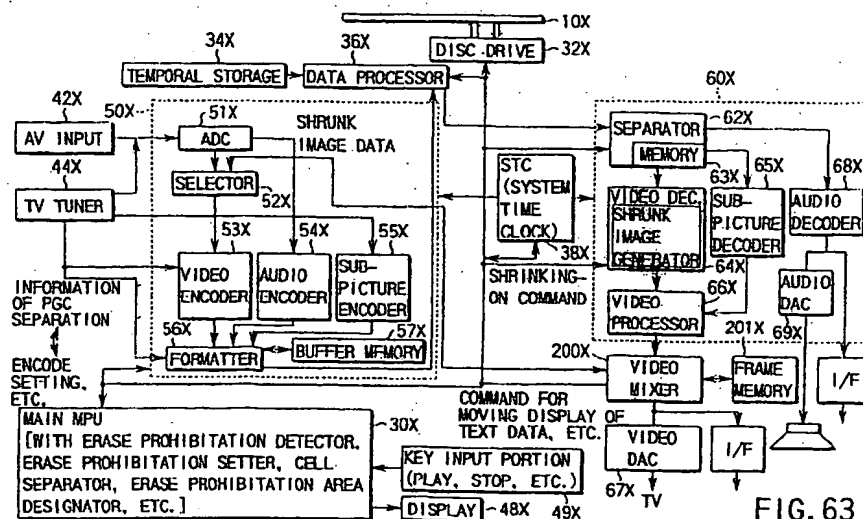 10X
34X
36X
DISC DRIVE
32X
TEMPORAL STORAGE
DATA PROCESSOR
60X
42X
50X
51X
AV INPUT
ADC
SHRUNK
IMAGE DATA
SEPARATOR
62X
MEMORY
65X
68X
44X
SELECTOR
52X
STC
(SYSTEM
TIME
CLOCK)
38X
63X
TV TUNER
VIDEO DEC.
SHRUNK
IMAGE
GENERATOR
64X
SUB-
PICTURE
DECODER
AUDIO
DECODER
53X
54X
55X
VIDEO
ENCODER
AUDIO
ENCODER
SUB-
PICTURE
ENCODER
SHRINKING-
ON COMMAND
VIDEO
PROCESSOR
66X
AUDIO
DAC
69X
INFORMATION
OF PGC
SEPARATION
56X
57X
FORMATTER
BUFFER MEMORY
200X
201X
ENCODE
SETTING,
ETC.
VIDEO
MIXER
FRAME
MEMORY
I/F
30X
COMMAND FOR
MOVING DISPLAY OF
TEXT DATA, ETC.
MAIN MPU
[WITH ERASE PROHIBITION DETECTOR,
ERASE PROHIBITION SETTER, CELL
SEPARATOR, ERASE PROHIBITION AREA
DESIGNATOR, ETC.]
KEY INPUT PORTION
(PLAY, STOP, ETC.)
49X
VIDEO
DAC
67X
I/F
DISPLAY
48X
TV
FIG. 63